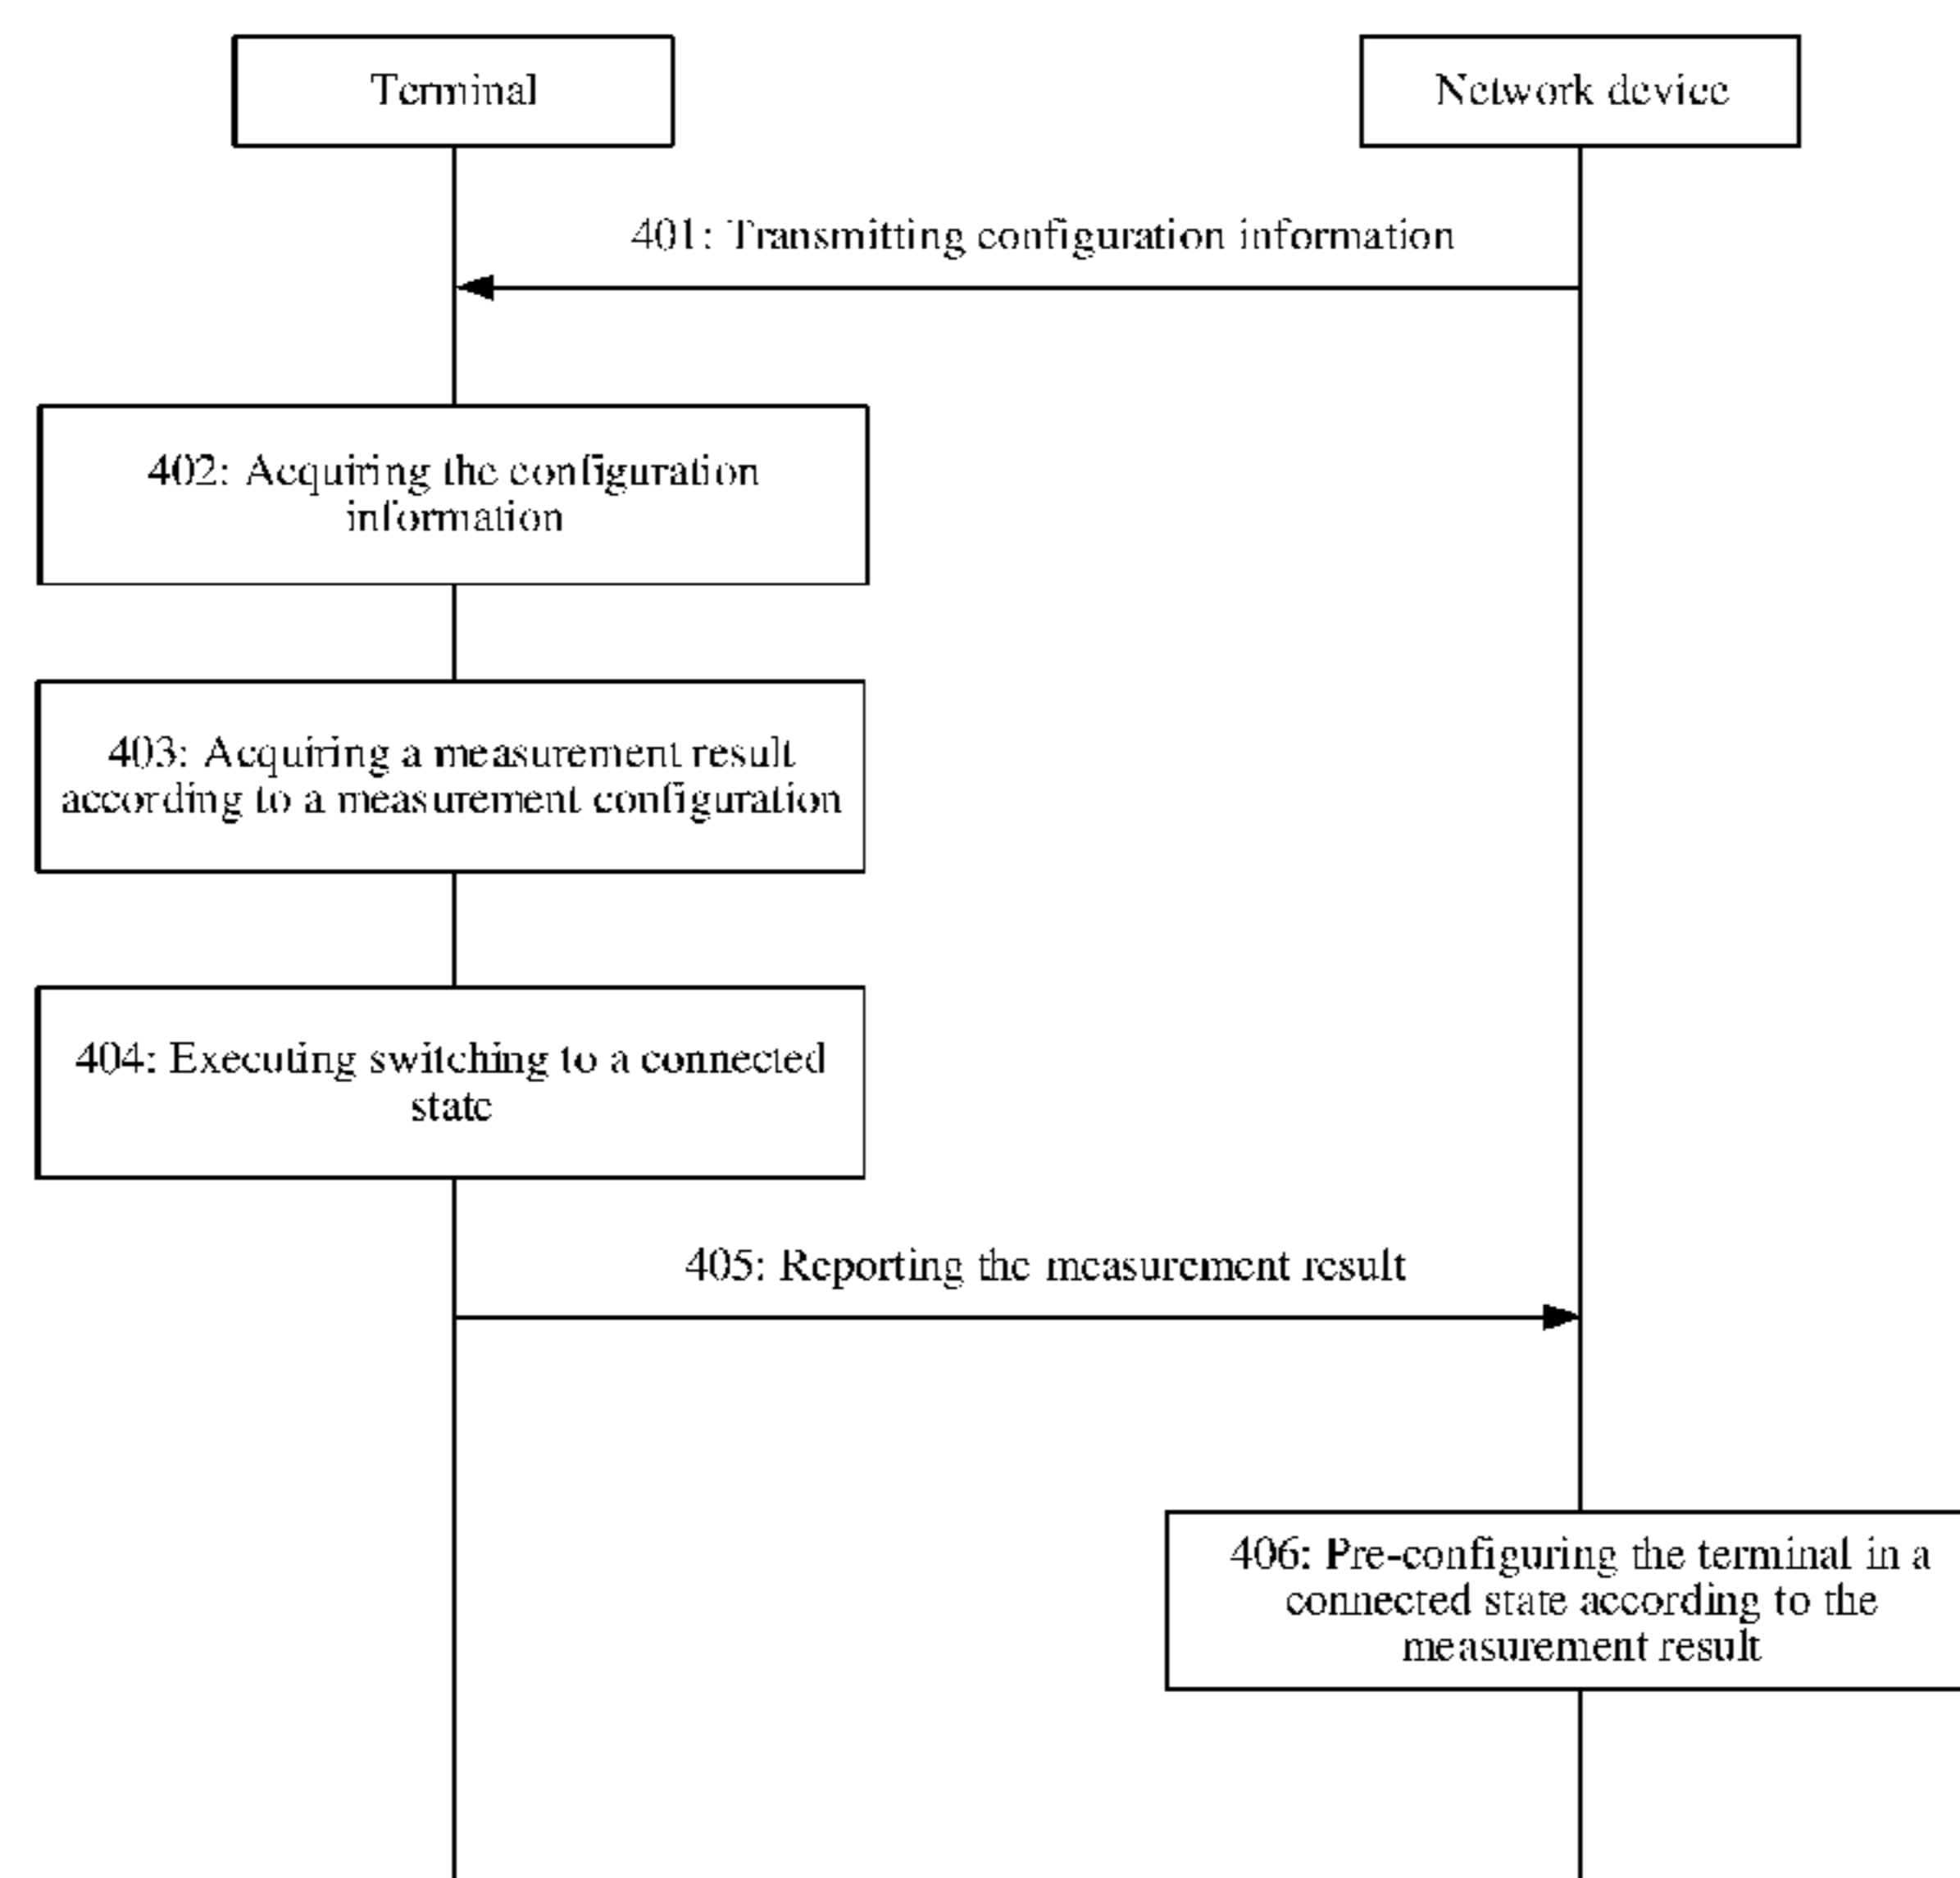 Terminal
Network device
401: Transmitting configuration information
402: Acquiring the configuration
information
403: Acquiring a measurement result
according to a measurement configuration
404: Executing switching to a connected
state
405: Reporting the measurement result
406: Pre-configuring the terminal in a
connected state according to the
measurement result